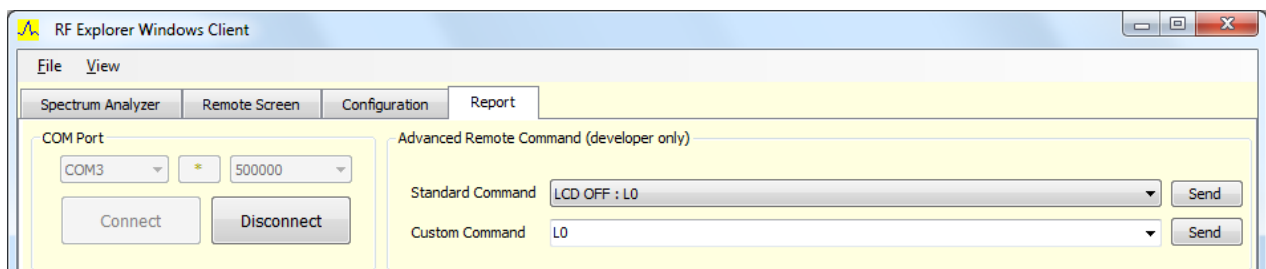 RF Explorer Windows Client
File View
Spectrum Analyzer Remote Screen Configuration Report
COM Port
COM3 * 500000
Connect Disconnect
Advanced Remote Command (developer only)
Standard Command LCD OFF : L0 Send
Custom Command L0 Send